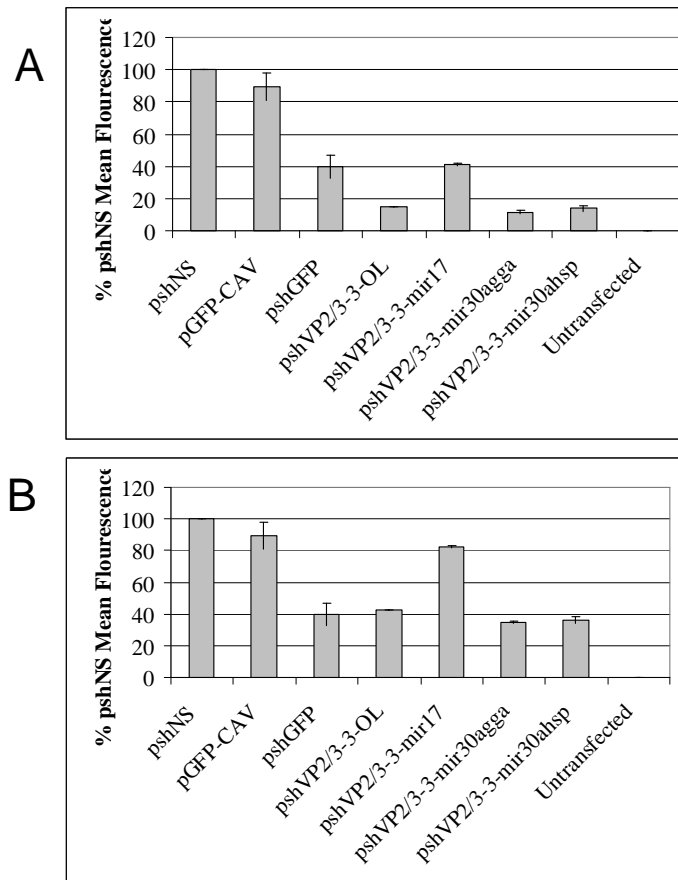 A
% pshNS Mean Flourescence
120
100
80
60
40
20
0
pshNS
pGFP-CAV
pshGFP
pshVP2/3-3-OL
pshVP2/3-3-mir17
pshVP2/3-3-mir30agga
pshVP2/3-3-mir30ahsp
Untransfected
B
% pshNS Mean Flourescence
120
100
80
60
40
20
0
pshNS
pGFP-CAV
pshGFP
pshVP2/3-3-OL
pshVP2/3-3-mir17
pshVP2/3-3-mir30agga
pshVP2/3-3-mir30ahsp
Untransfected